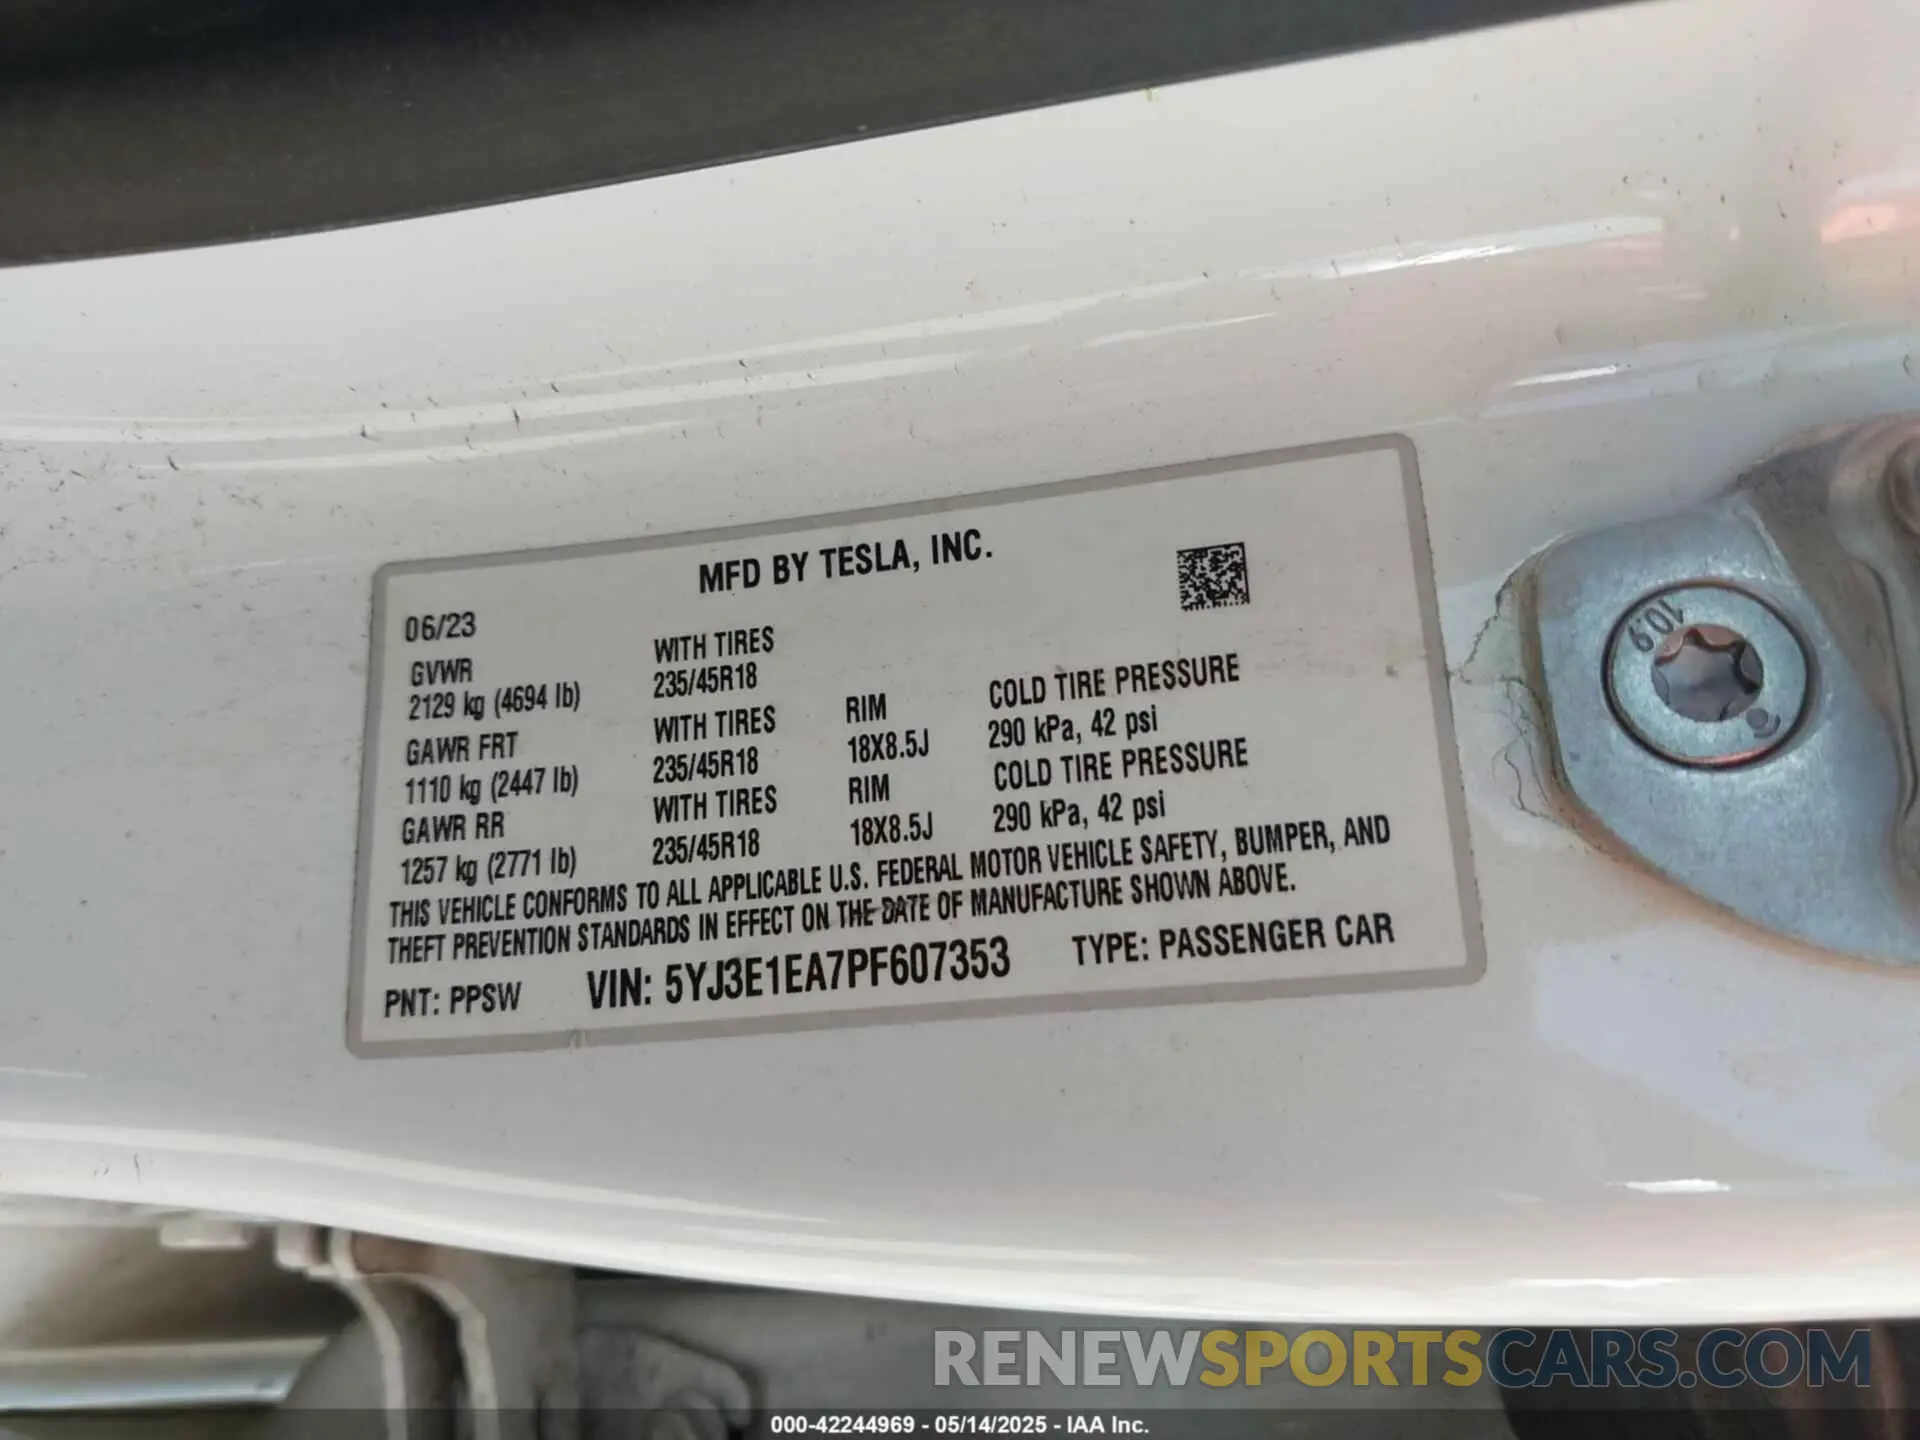 MFD BY TESLA, INC.
06/23
GVWR WITH TIRES
2129 kg (4694 lb) 235/45R18
GAWR FRT WITH TIRES RIM COLD TIRE PRESSURE
1110 kg (2447 lb) 235/45R18 18X8.5J 290 kPa, 42 psi
GAWR RR WITH TIRES RIM COLD TIRE PRESSURE
1257 kg (2771 lb) 235/45R18 18X8.5J 290 kPa, 42 psi
THIS VEHICLE CONFORMS TO ALL APPLICABLE U.S. FEDERAL MOTOR VEHICLE SAFETY, BUMPER, AND
THEFT PREVENTION STANDARDS IN EFFECT ON THE DATE OF MANUFACTURE SHOWN ABOVE.
PNT: PPSW VIN: 5YJ3E1EA7PF607353 TYPE: PASSENGER CAR
10.9
RENEWSPORTSCARS.COM
000-42244969 - 05/14/2025 - IAA Inc.